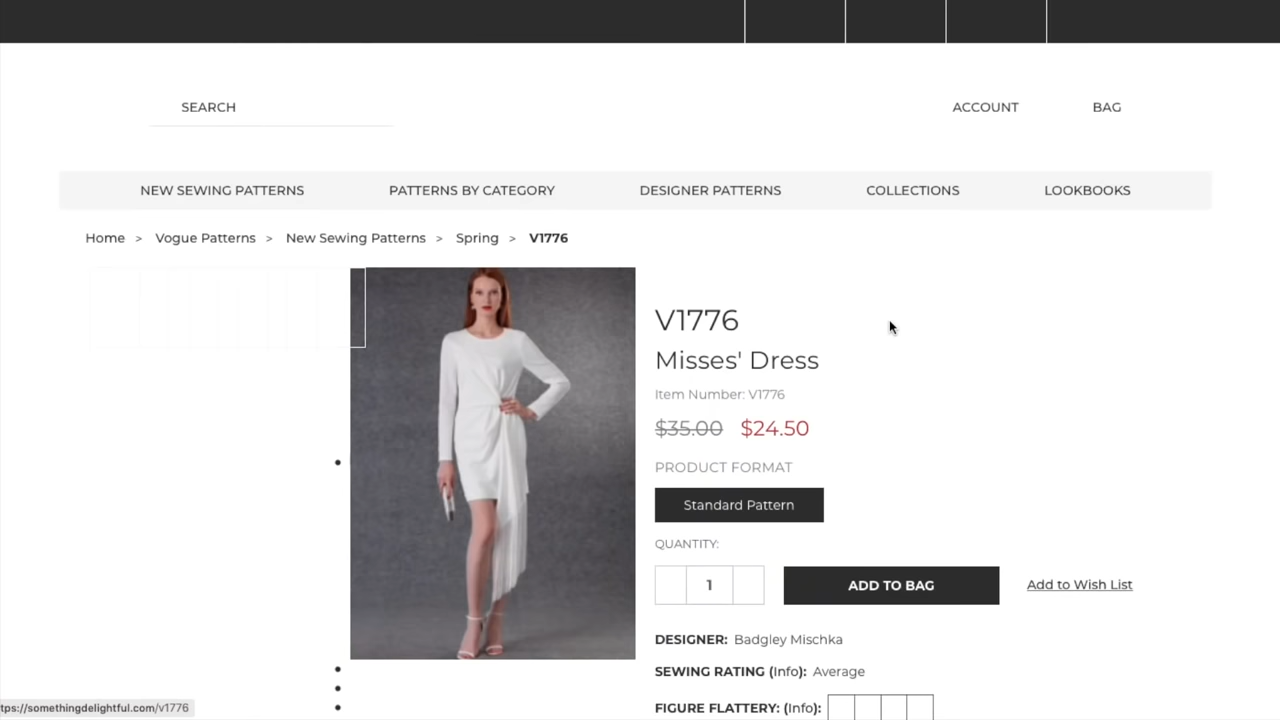 SEARCH
ACCOUNT
BAG
NEW SEWING PATTERNS
PATTERNS BY CATEGORY
DESIGNER PATTERNS
COLLECTIONS
LOOKBOOKS
Home > Vogue Patterns > New Sewing Patterns > Spring > V1776
V1776
Misses' Dress
Item Number: V1776
$35.00 $24.50
PRODUCT FORMAT
Standard Pattern
QUANTITY:
1
ADD TO BAG
Add to Wish List
DESIGNER: Badgley Mischka
SEWING RATING (Info): Average
FIGURE FLATTERY: (Info):
tps://somethingdelightful.com/v1776